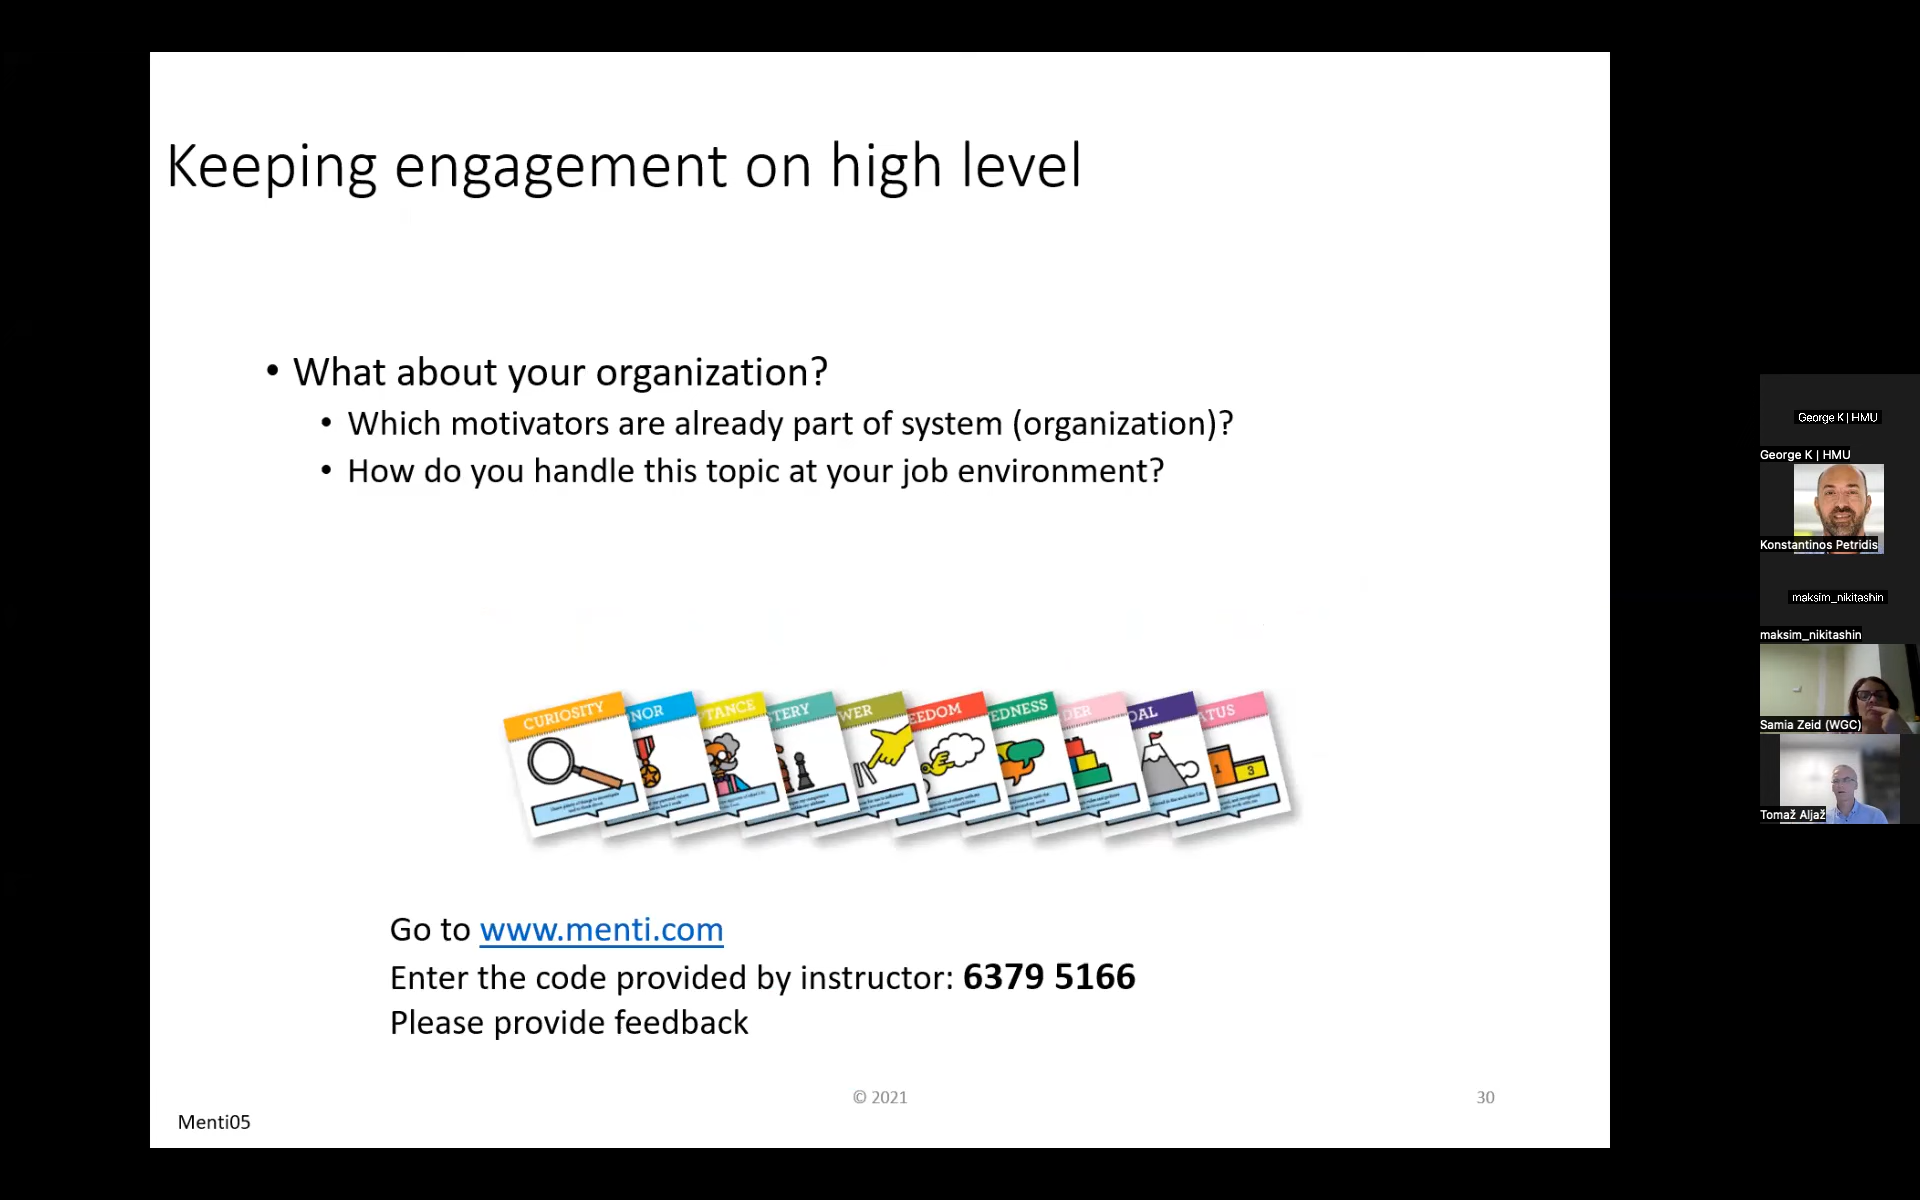 Keeping engagement on high level
• What about your organization?
• Which motivators are already part of system (organization)?
• How do you handle this topic at your job environment?
CURIOSITY NOR TANCE TERY WER EEDOM EDNESS DER OAL ATUS
1 3
Go to www.menti.com
Enter the code provided by instructor: 6379 5166
Please provide feedback
© 2021
30
Menti05
George K | HMU
George K | HMU
Konstantinos Petridis
maksim_nikitashin
maksim_nikitashin
Samia Zeid (WGC)
Tomaž Aljaž